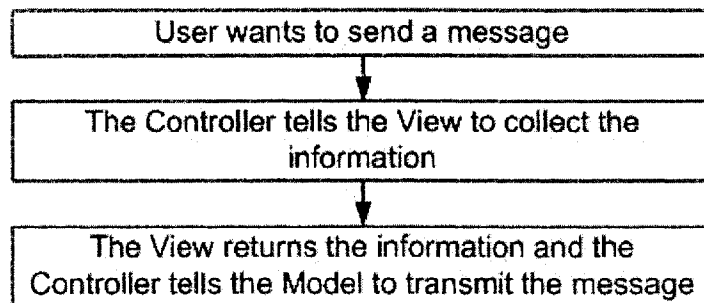 User wants to send a message
The Controller tells the View to collect the
information
The View returns the information and the
Controller tells the Model to transmit the message